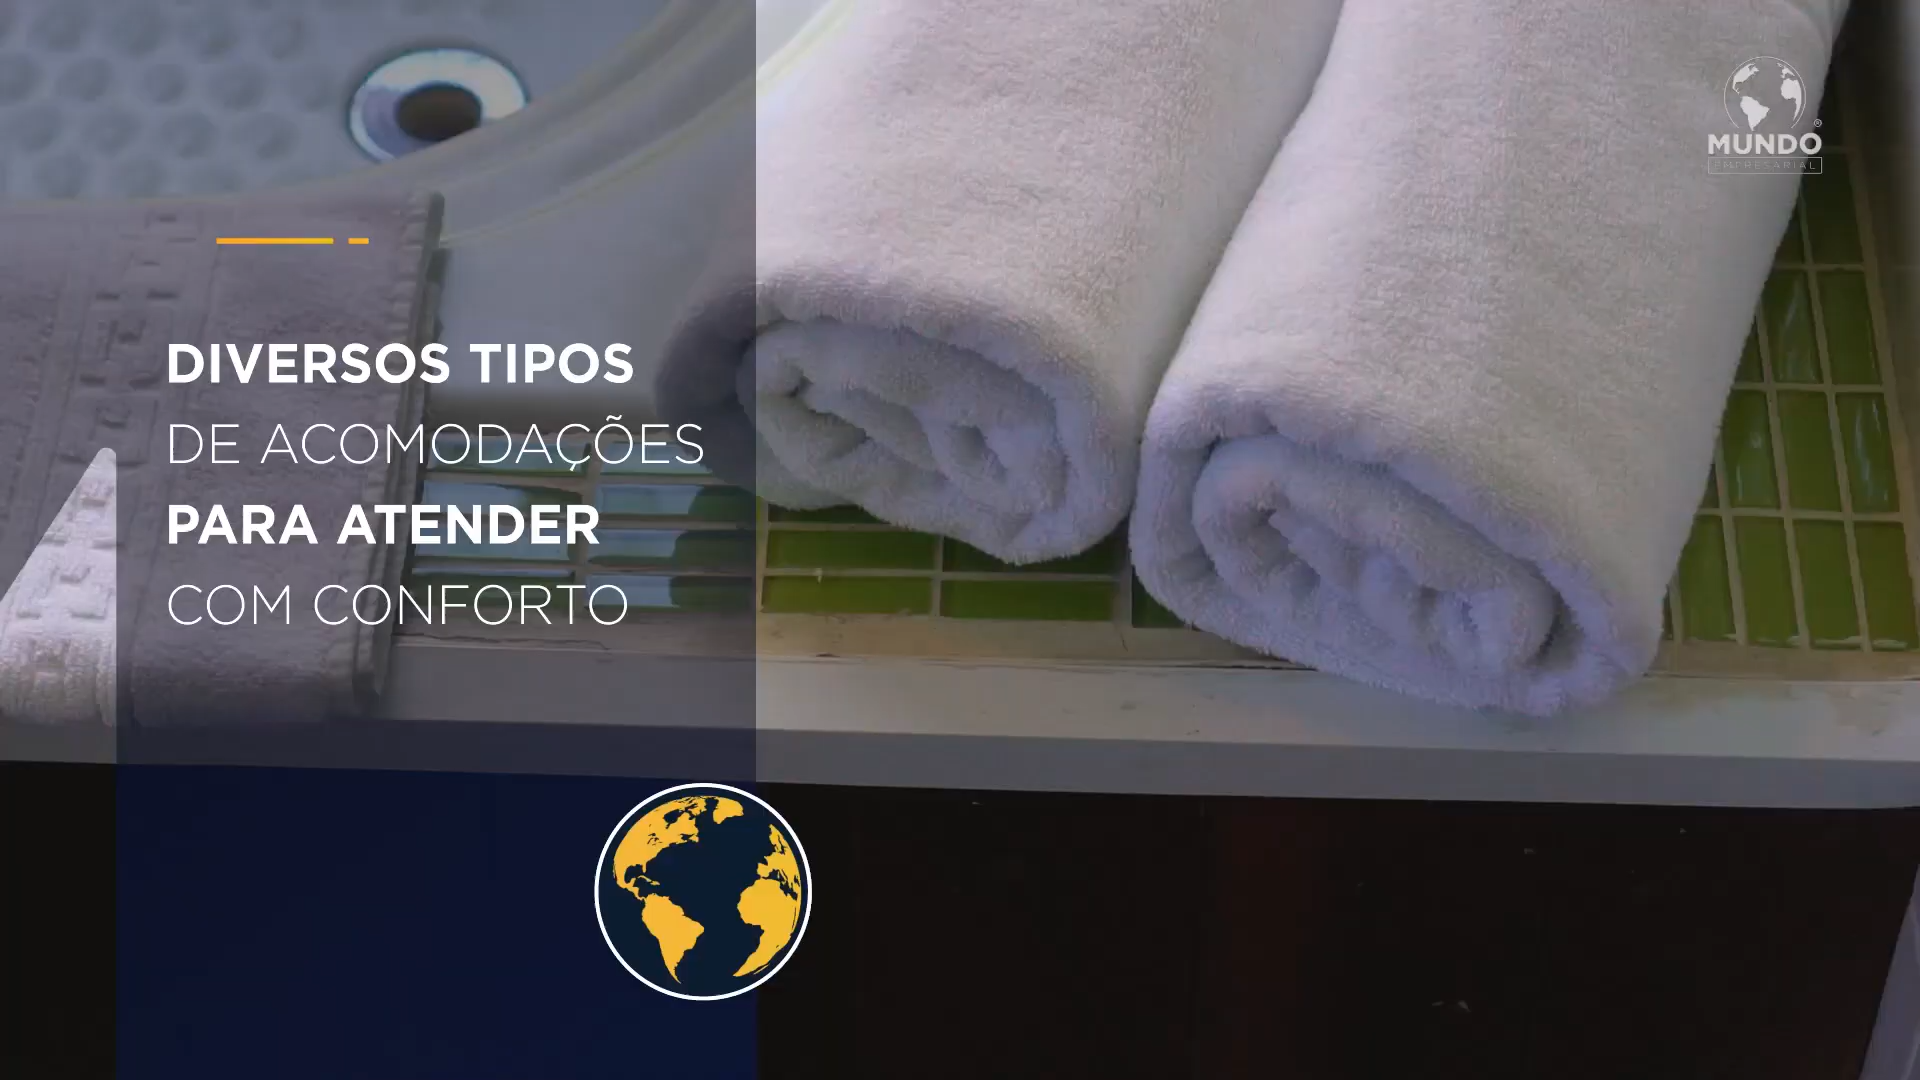 MUNDO
EMPRESARIAL
DIVERSOS TIPOS
DE ACOMODAÇÕES
PARA ATENDER
COM CONFORTO